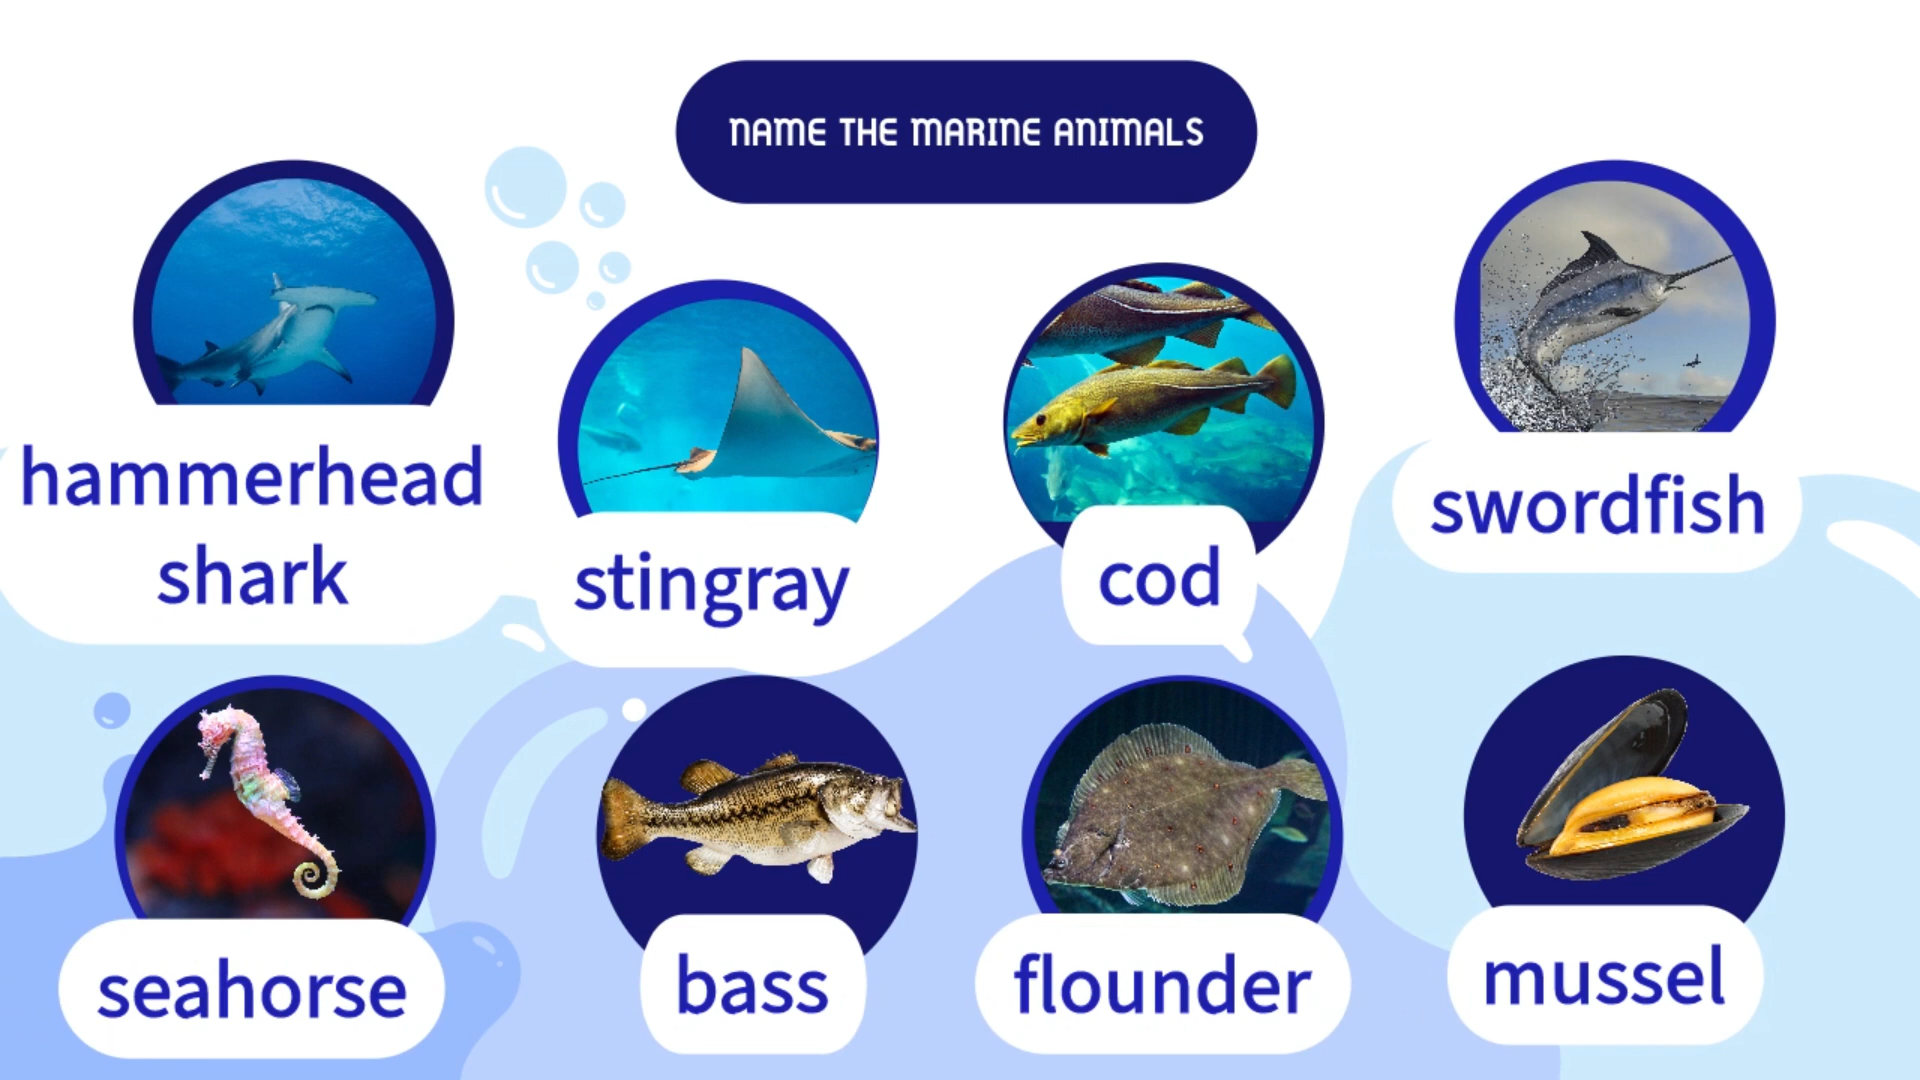 NAME THE MARINE ANIMALS
hammerhead
shark
stingray
cod
swordfish
seahorse
bass
flounder
mussel